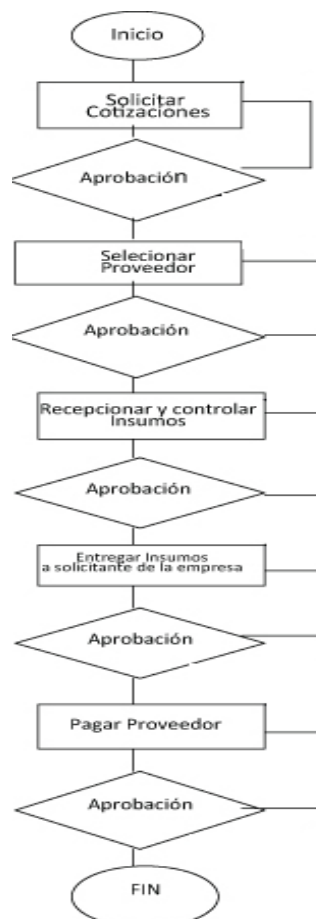 Inicio
Solicitar
Cotizaciones
Aprobación
Selecionar
Proveedor
Aprobación
Recepcionar y controlar
Insumos
Aprobación
Entregar Insumos
a solicitante de la empresa
Aprobación
Pagar Proveedor
Aprobación
FIN